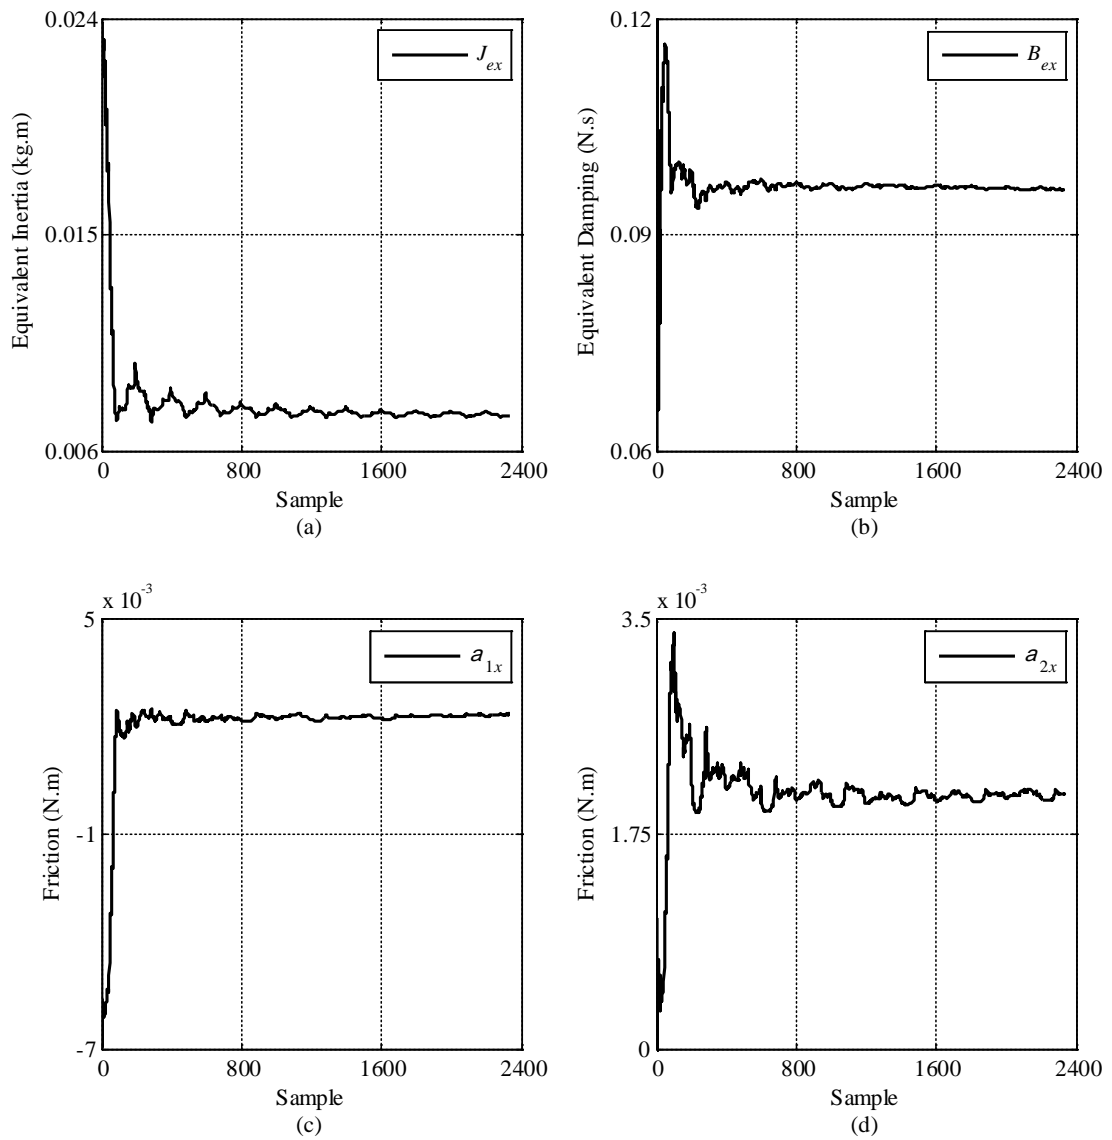 0.024
J_ex
Equivalent Inertia (kg.m)
0.015
0.006
0 800 1600 2400
Sample
(a)
0.12
B_ex
Equivalent Damping (N.s)
0.09
0.06
0 800 1600 2400
Sample
(b)
x 10^-3
5
a_1x
Friction (N.m)
-1
-7
0 800 1600 2400
Sample
(c)
x 10^-3
3.5
a_2x
Friction (N.m)
1.75
0
0 800 1600 2400
Sample
(d)